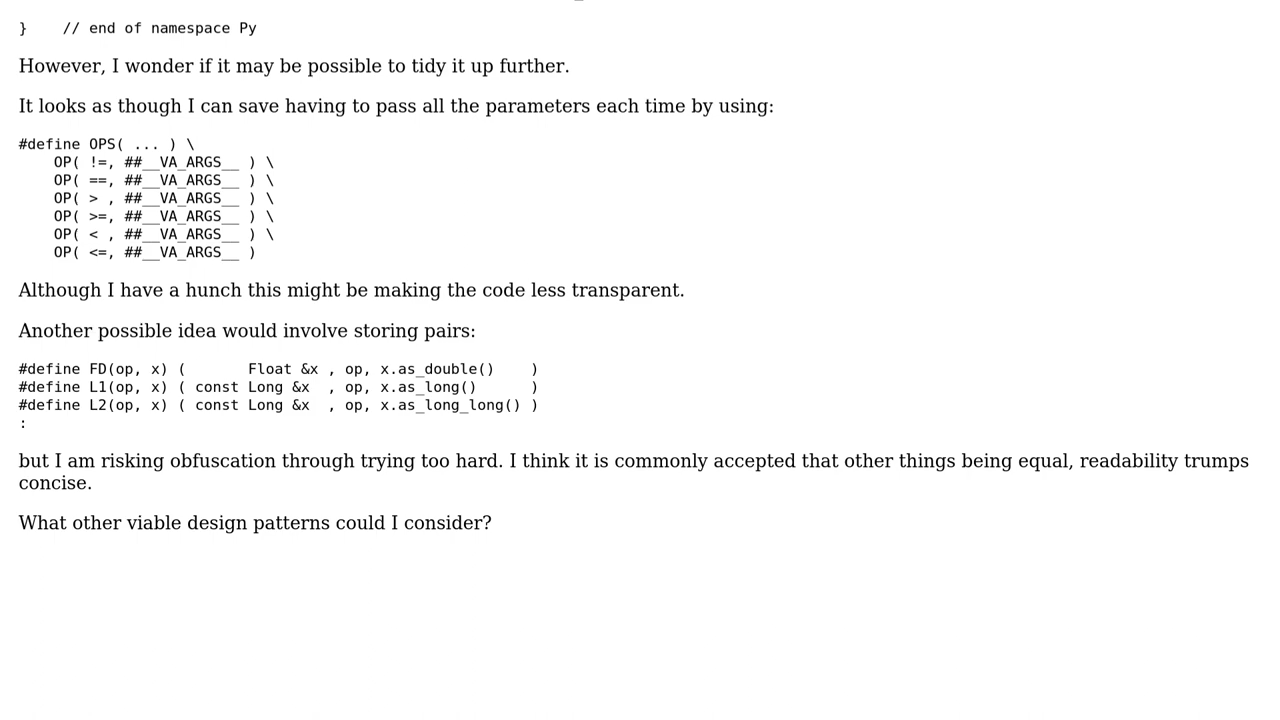 }    // end of namespace Py
However, I wonder if it may be possible to tidy it up further.
It looks as though I can save having to pass all the parameters each time by using:
#define OPS( ... ) \
    OP( !=, ##__VA_ARGS__ ) \
    OP( ==, ##__VA_ARGS__ ) \
    OP( > , ##__VA_ARGS__ ) \
    OP( >=, ##__VA_ARGS__ ) \
    OP( < , ##__VA_ARGS__ ) \
    OP( <=, ##__VA_ARGS__ )
Although I have a hunch this might be making the code less transparent.
Another possible idea would involve storing pairs:
#define FD(op, x) (       Float &x , op, x.as_double()    )
#define L1(op, x) ( const Long &x  , op, x.as_long()      )
#define L2(op, x) ( const Long &x  , op, x.as_long_long() )
:
but I am risking obfuscation through trying too hard. I think it is commonly accepted that other things being equal, readability trumps
concise.
What other viable design patterns could I consider?